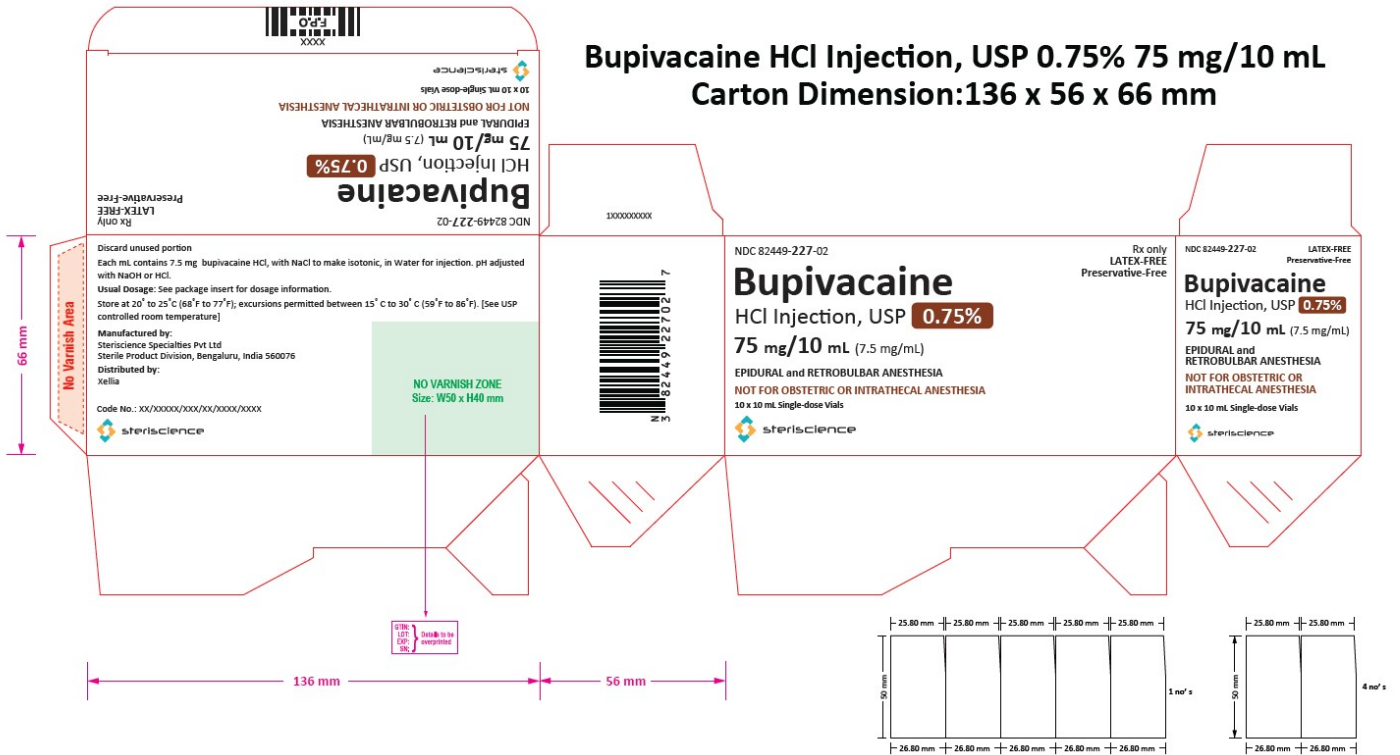 Bupivacaine HCl Injection, USP 0.75% 75 mg/10 mL
Carton Dimension:136 x 56 x 66 mm
XXXX
F.P.O
steriscience
10 x 10 mL Single-dose Vials
NOT FOR OBSTETRIC OR INTRATHECAL ANESTHESIA
EPIDURAL and RETROBULBAR ANESTHESIA
75 mg/10 mL (7.5 mg/mL)
HCl Injection, USP 0.75%
Bupivacaine
NDC 82449-227-02
Rx only
LATEX-FREE
Preservative-Free
66 mm
No Varnish Area
Discard unused portion
Each mL contains 7.5 mg bupivacaine HCl, with NaCl to make isotonic, in Water for injection. pH adjusted
with NaOH or HCl.
Usual Dosage: See package insert for dosage information.
Store at 20˚ to 25˚C (68˚F to 77˚F); excursions permitted between 15˚ C to 30˚ C (59˚F to 86˚F). [See USP
controlled room temperature]
Manufactured by:
Steriscience Specialties Pvt Ltd
Sterile Product Division, Bengaluru, India 560076
Distributed by:
Xellia
Code No.: XX/XXXXX/XXX/XX/XXXX/XXXX
steriscience
NO VARNISH ZONE
Size: W50 x H40 mm
GTIN:
LOT:
EXP:
SN:
Details to be
overprinted
1XXXXXXXXX
N
3 82449 22702 7
NDC 82449-227-02
Rx only
LATEX-FREE
Preservative-Free
Bupivacaine
HCl Injection, USP 0.75%
75 mg/10 mL (7.5 mg/mL)
EPIDURAL and RETROBULBAR ANESTHESIA
NOT FOR OBSTETRIC OR INTRATHECAL ANESTHESIA
10 x 10 mL Single-dose Vials
steriscience
NDC 82449-227-02
LATEX-FREE
Preservative-Free
Bupivacaine
HCl Injection, USP 0.75%
75 mg/10 mL (7.5 mg/mL)
EPIDURAL and
RETROBULBAR ANESTHESIA
NOT FOR OBSTETRIC OR
INTRATHECAL ANESTHESIA
10 x 10 mL Single-dose Vials
steriscience
136 mm
56 mm
25.80 mm 25.80 mm 25.80 mm 25.80 mm 25.80 mm
50 mm
1 no' s
26.80 mm 26.80 mm 26.80 mm 26.80 mm 26.80 mm
25.80 mm 25.80 mm
50 mm
4 no' s
26.80 mm 26.80 mm